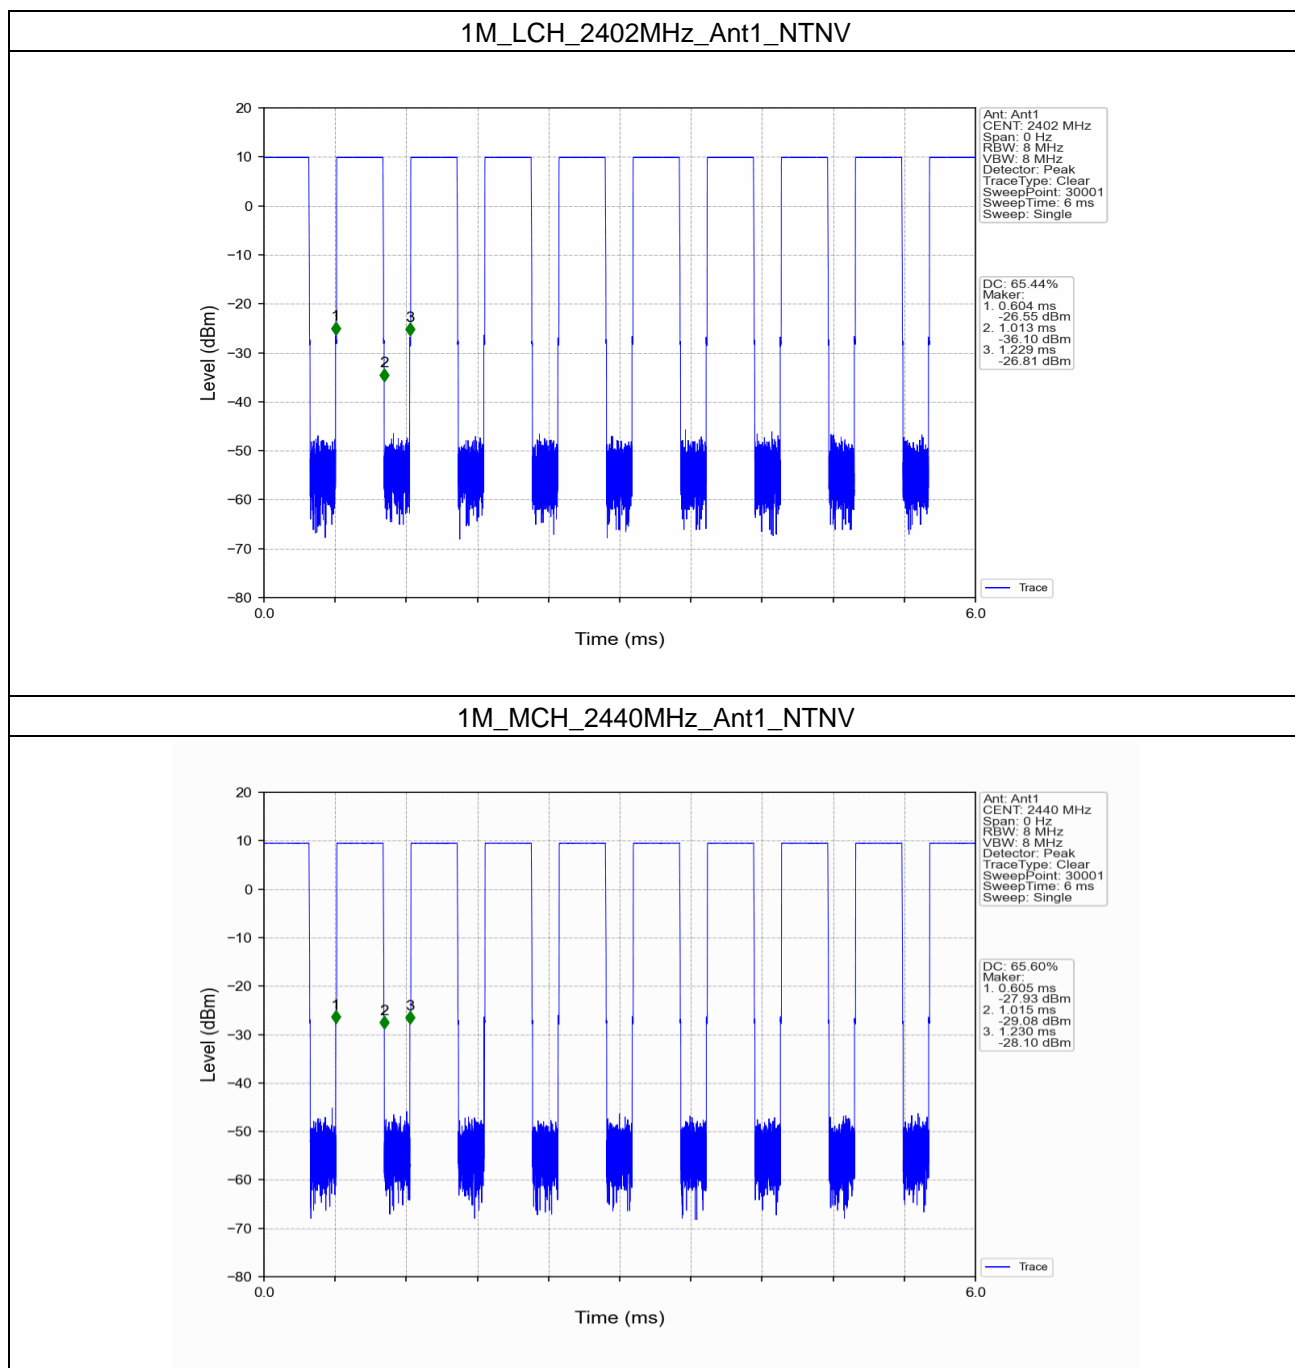 1M_LCH_2402MHz_Ant1_NTNV
20
10
0
−10
−20
−30
−40
−50
−60
−70
−80
Level (dBm)
1
2
3
0.0
6.0
Time (ms)
Ant: Ant1
CENT: 2402 MHz
Span: 0 Hz
RBW: 8 MHz
VBW: 8 MHz
Detector: Peak
TraceType: Clear
SweepPoint: 30001
SweepTime: 6 ms
Sweep: Single
DC: 65.44%
Maker:
1. 0.604 ms
-26.55 dBm
2. 1.013 ms
-36.10 dBm
3. 1.229 ms
-26.81 dBm
Trace
1M_MCH_2440MHz_Ant1_NTNV
20
10
0
−10
−20
−30
−40
−50
−60
−70
−80
Level (dBm)
1
2
3
0.0
6.0
Time (ms)
Ant: Ant1
CENT: 2440 MHz
Span: 0 Hz
RBW: 8 MHz
VBW: 8 MHz
Detector: Peak
TraceType: Clear
SweepPoint: 30001
SweepTime: 6 ms
Sweep: Single
DC: 65.60%
Maker:
1. 0.605 ms
-27.93 dBm
2. 1.015 ms
-29.08 dBm
3. 1.230 ms
-28.10 dBm
Trace